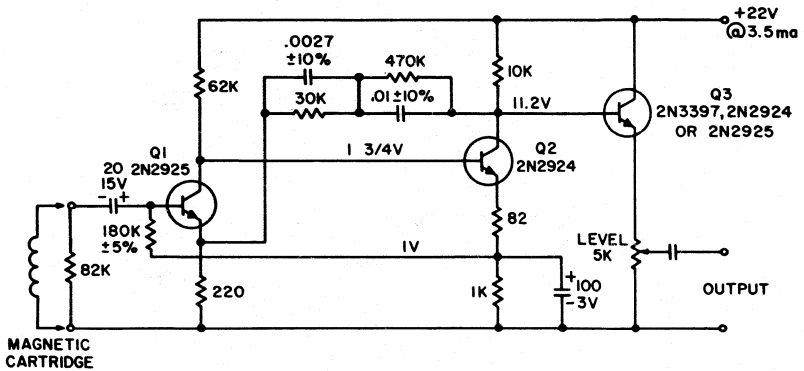 +22V
@3.5ma
.0027
±10%
470K
62K
30K
.01±10%
10K
11.2V
Q3
2N3397,2N2924
OR 2N2925
Q1
2N2925
20
15V
- +
1 3/4V
Q2
2N2924
180K
±5%
82
1V
LEVEL
5K
82K
220
1K
+
100
-3V
OUTPUT
MAGNETIC
CARTRIDGE